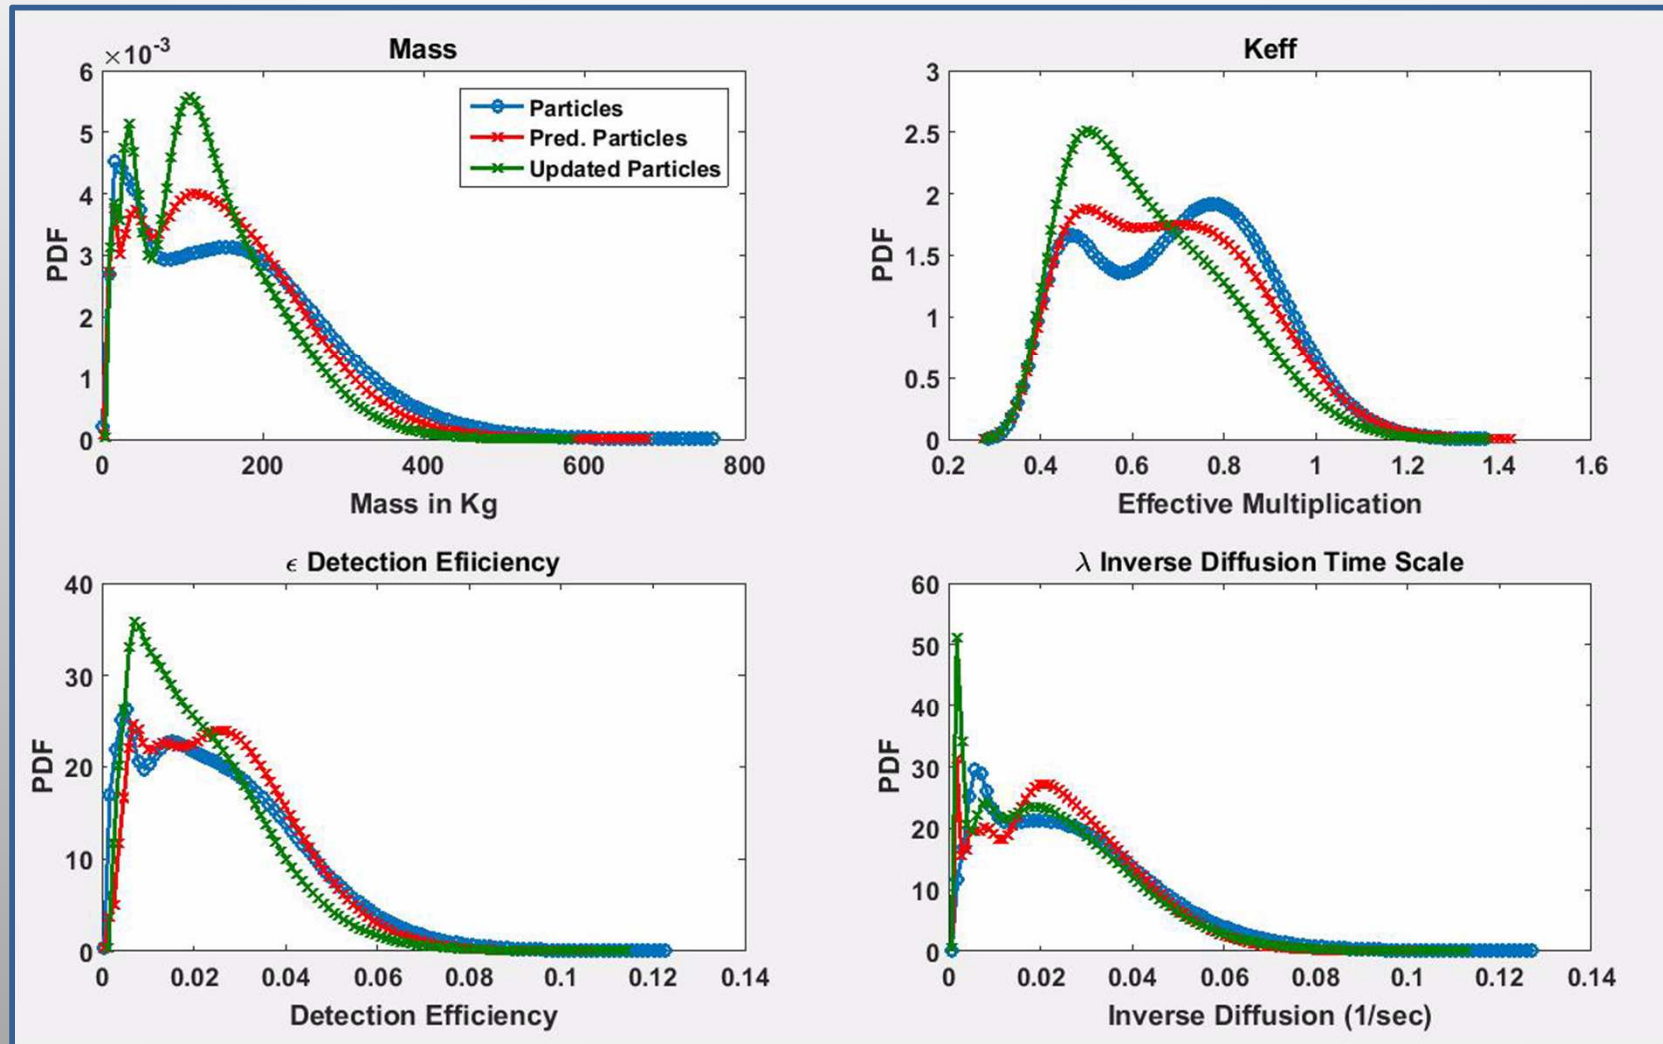 Mass
×10^-3
6
5
4
3
2
1
0
PDF
0 200 400 600 800
Mass in Kg
Particles
Pred. Particles
Updated Particles
Keff
3
2.5
2
1.5
1
0.5
0
PDF
0.2 0.4 0.6 0.8 1 1.2 1.4 1.6
Effective Multiplication
ϵ Detection Efiiciency
40
30
20
10
0
PDF
0 0.02 0.04 0.06 0.08 0.1 0.12 0.14
Detection Efficiency
λ Inverse Diffusion Time Scale
60
50
40
30
20
10
0
PDF
0 0.02 0.04 0.06 0.08 0.1 0.12 0.14
Inverse Diffusion (1/sec)